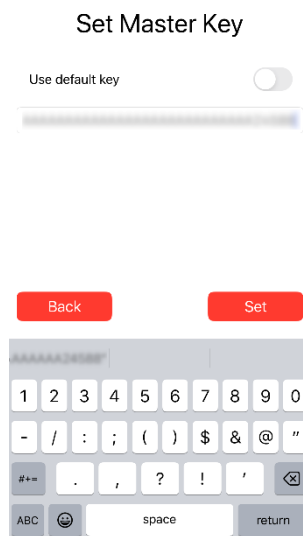 Set Master Key
Use default key
Back
Set
1 2 3 4 5 6 7 8 9 0
- / : ; ( ) $ & @ "
#+= . , ? ! '
ABC space return